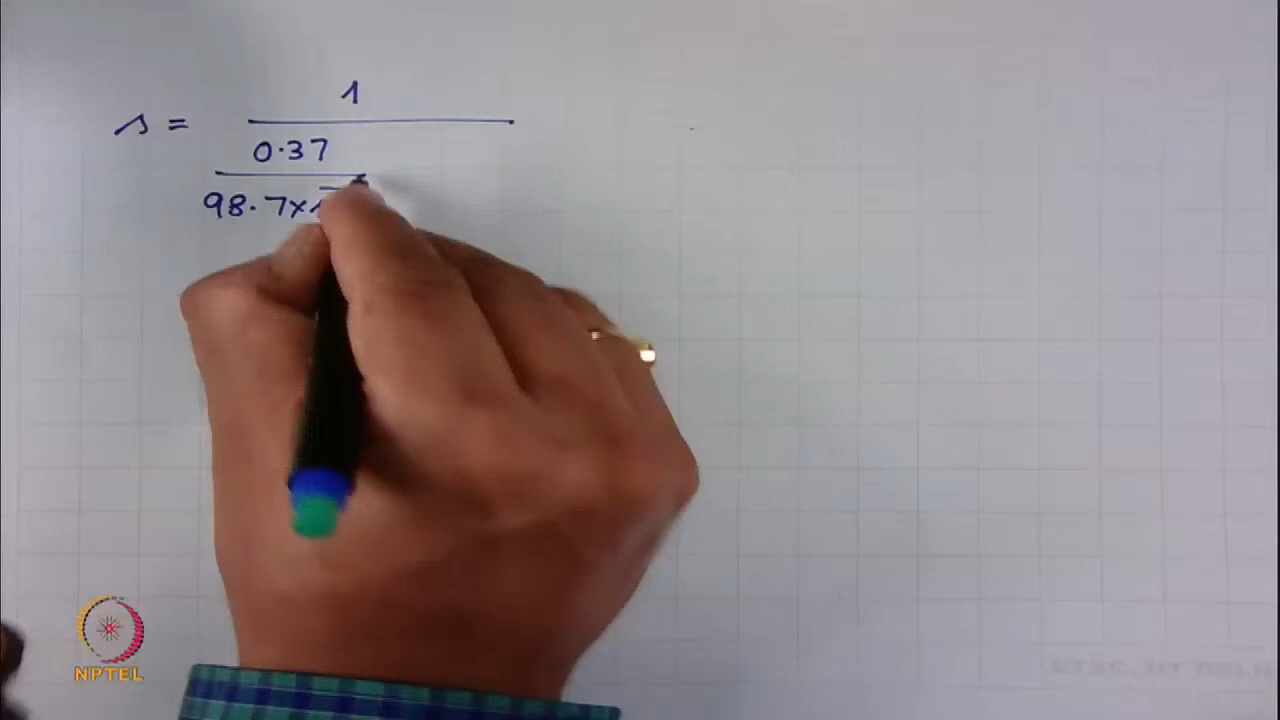 1
s =
0.37
98.7×
NPTEL